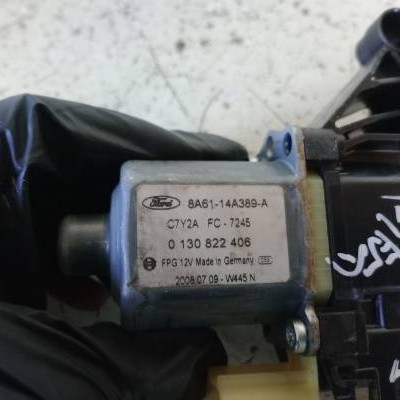 Ford 8A61-14A389-A
C7Y2A FC - 7245
0 130 822 406
FPG 12V Made in Germany
2008.07.09 - W445 N